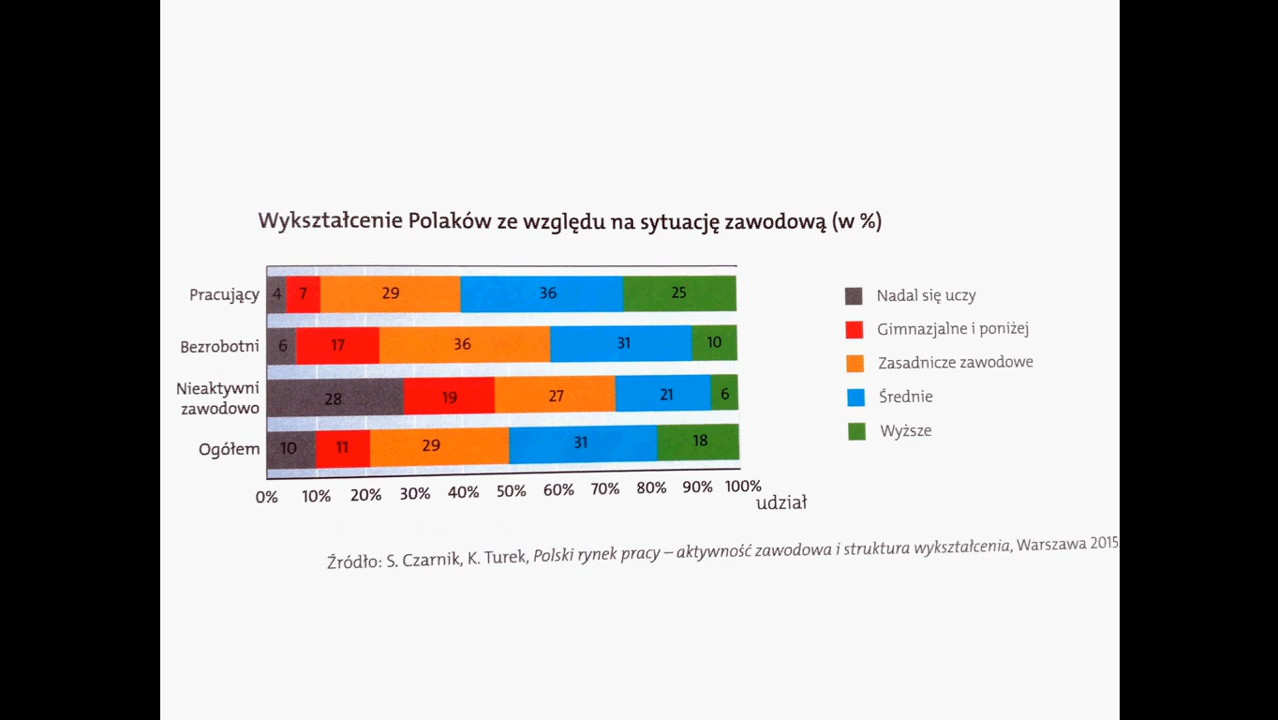 Wykształcenie Polaków ze względu na sytuację zawodową (w %)
Pracujący 4 7 29 36 25
Bezrobotni 6 17 36 31 10
Nieaktywni
zawodowo 28 19 27 21 6
Ogółem 10 11 29 31 18
0% 10% 20% 30% 40% 50% 60% 70% 80% 90% 100%
udział
Nadal się uczy
Gimnazjalne i poniżej
Zasadnicze zawodowe
Średnie
Wyższe
Źródło: S. Czarnik, K. Turek, Polski rynek pracy – aktywność zawodowa i struktura wykształcenia, Warszawa 2015